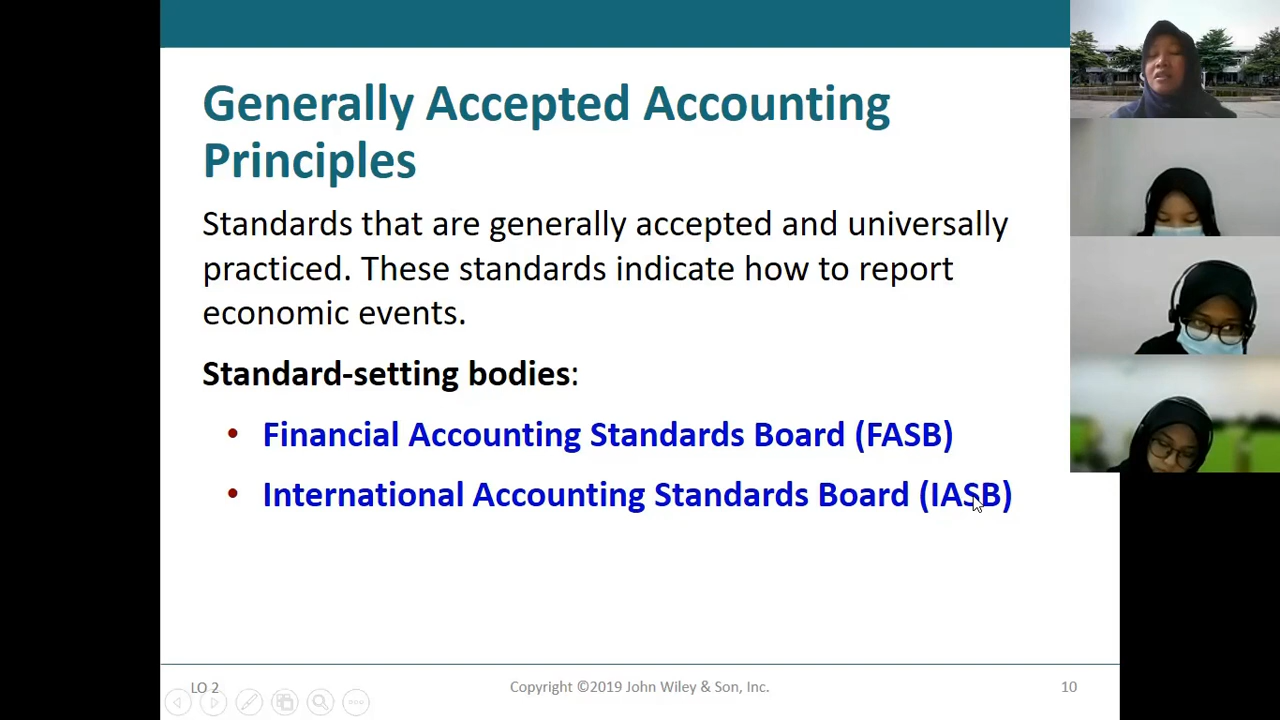 Generally Accepted Accounting
Principles
Standards that are generally accepted and universally
practiced. These standards indicate how to report
economic events.
Standard-setting bodies:
• Financial Accounting Standards Board (FASB)
• International Accounting Standards Board (IASB)
LO 2
Copyright ©2019 John Wiley & Son, Inc.
10